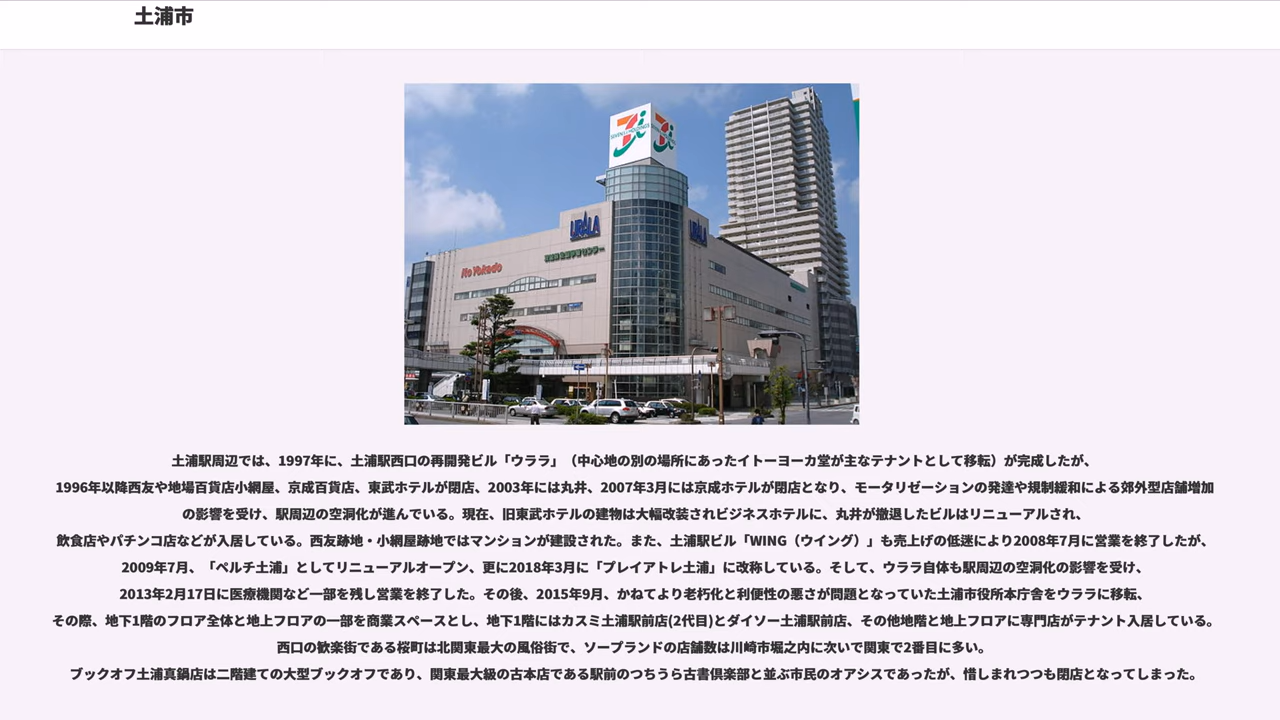 土浦市
SEVEN & i HOLDINGS
URALA
URALA
Ito Yokado
土浦駅周辺では、1997年に、土浦駅西口の再開発ビル「ウララ」（中心地の別の場所にあったイトーヨーカ堂が主なテナントとして移転）が完成したが、
1996年以降西友や地場百貨店小網屋、京成百貨店、東武ホテルが閉店、2003年には丸井、2007年3月には京成ホテルが閉店となり、モータリゼーションの発達や規制緩和による郊外型店舗増加
の影響を受け、駅周辺の空洞化が進んでいる。現在、旧東武ホテルの建物は大幅改装されビジネスホテルに、丸井が撤退したビルはリニューアルされ、
飲食店やパチンコ店などが入居している。西友跡地・小網屋跡地ではマンションが建設された。また、土浦駅ビル「WING（ウイング）」も売上げの低迷により2008年7月に営業を終了したが、
2009年7月、「ペルチ土浦」としてリニューアルオープン、更に2018年3月に「プレイアトレ土浦」に改称している。そして、ウララ自体も駅周辺の空洞化の影響を受け、
2013年2月17日に医療機関など一部を残し営業を終了した。その後、2015年9月、かねてより老朽化と利便性の悪さが問題となっていた土浦市役所本庁舎をウララに移転、
その際、地下1階のフロア全体と地上フロアの一部を商業スペースとし、地下1階にはカスミ土浦駅前店(2代目)とダイソー土浦駅前店、その他地階と地上フロアに専門店がテナント入居している。
西口の歓楽街である桜町は北関東最大の風俗街で、ソープランドの店舗数は川崎市堀之内に次いで関東で2番目に多い。
ブックオフ土浦真鍋店は二階建ての大型ブックオフであり、関東最大級の古本店である駅前のつちうら古書倶楽部と並ぶ市民のオアシスであったが、惜しまれつつも閉店となってしまった。